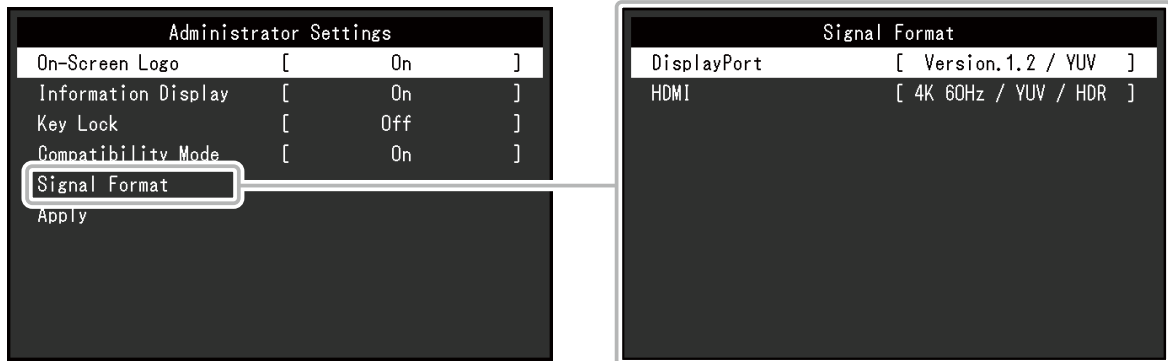 Administrator Settings
On-Screen Logo [ On ]
Information Display [ On ]
Key Lock [ Off ]
Compatibility Mode [ On ]
Signal Format
Apply
Signal Format
DisplayPort [ Version.1.2 / YUV ]
HDMI [ 4K 60Hz / YUV / HDR ]